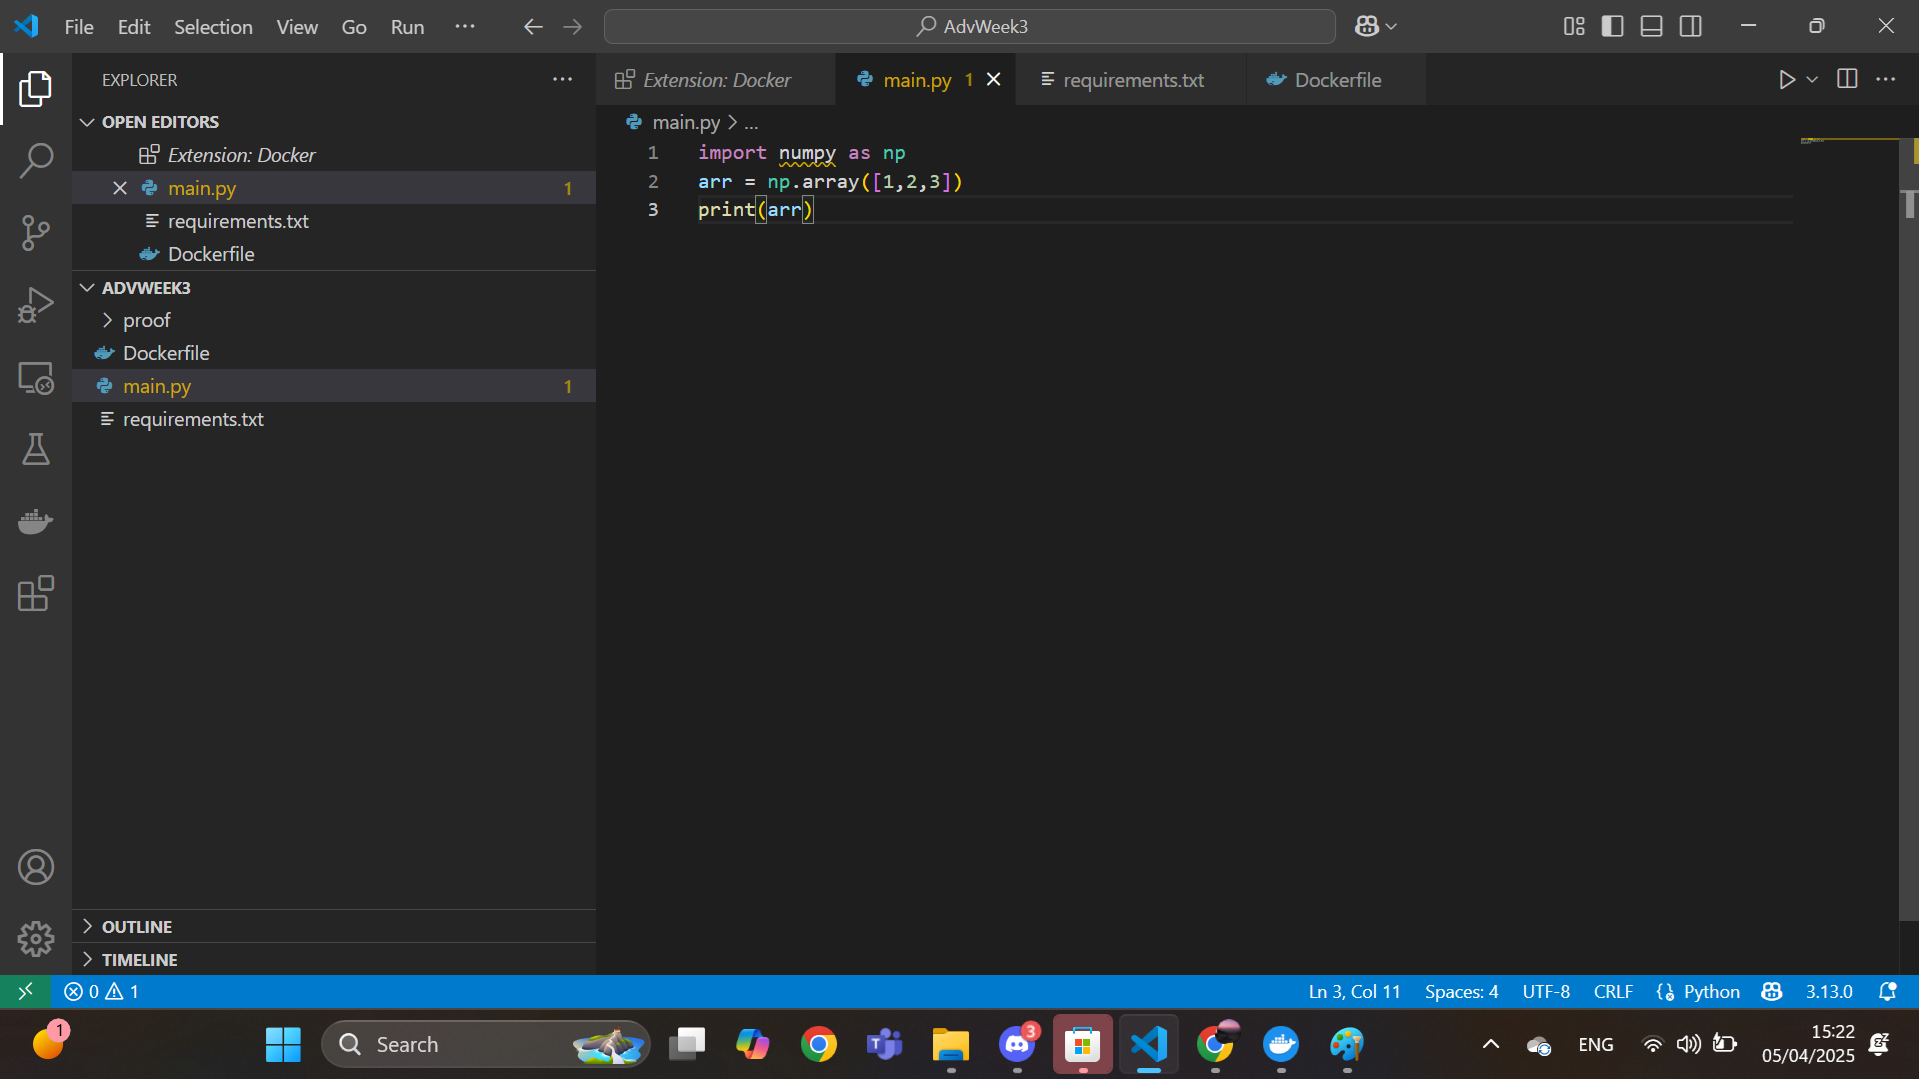 File Edit Selection View Go Run ···
AdvWeek3
EXPLORER
OPEN EDITORS
Extension: Docker
main.py 1
requirements.txt
Dockerfile
ADVWEEK3
proof
Dockerfile
main.py 1
requirements.txt
OUTLINE
TIMELINE
Extension: Docker
main.py 1
requirements.txt
Dockerfile
main.py > ...
1 import numpy as np
2 arr = np.array([1,2,3])
3 print(arr)
0 1
Ln 3, Col 11 Spaces: 4 UTF-8 CRLF Python 3.13.0
1
Search
3
ENG
15:22
05/04/2025